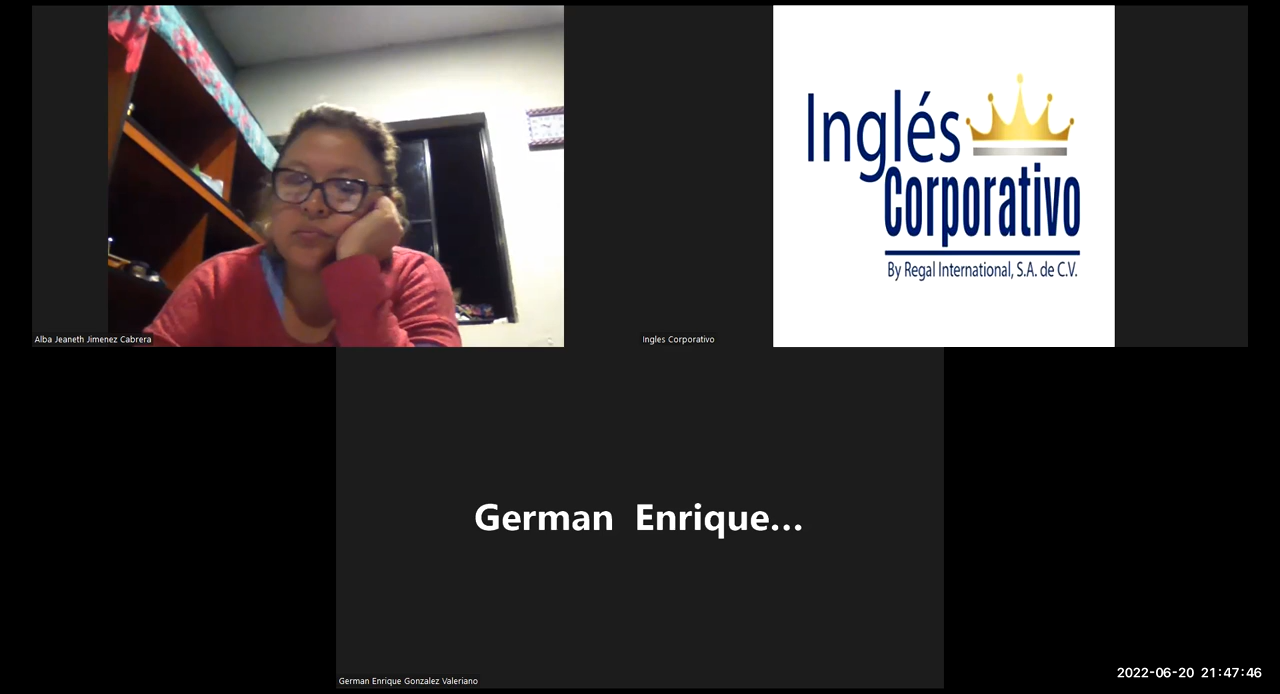 Inglés
Corporativo
By Regal International, S.A. de C.V.
Alba Jeaneth Jimenez Cabrera
Ingles Corporativo
German Enrique...
German Enrique Gonzalez Valeriano
2022-06-20 21:47:46